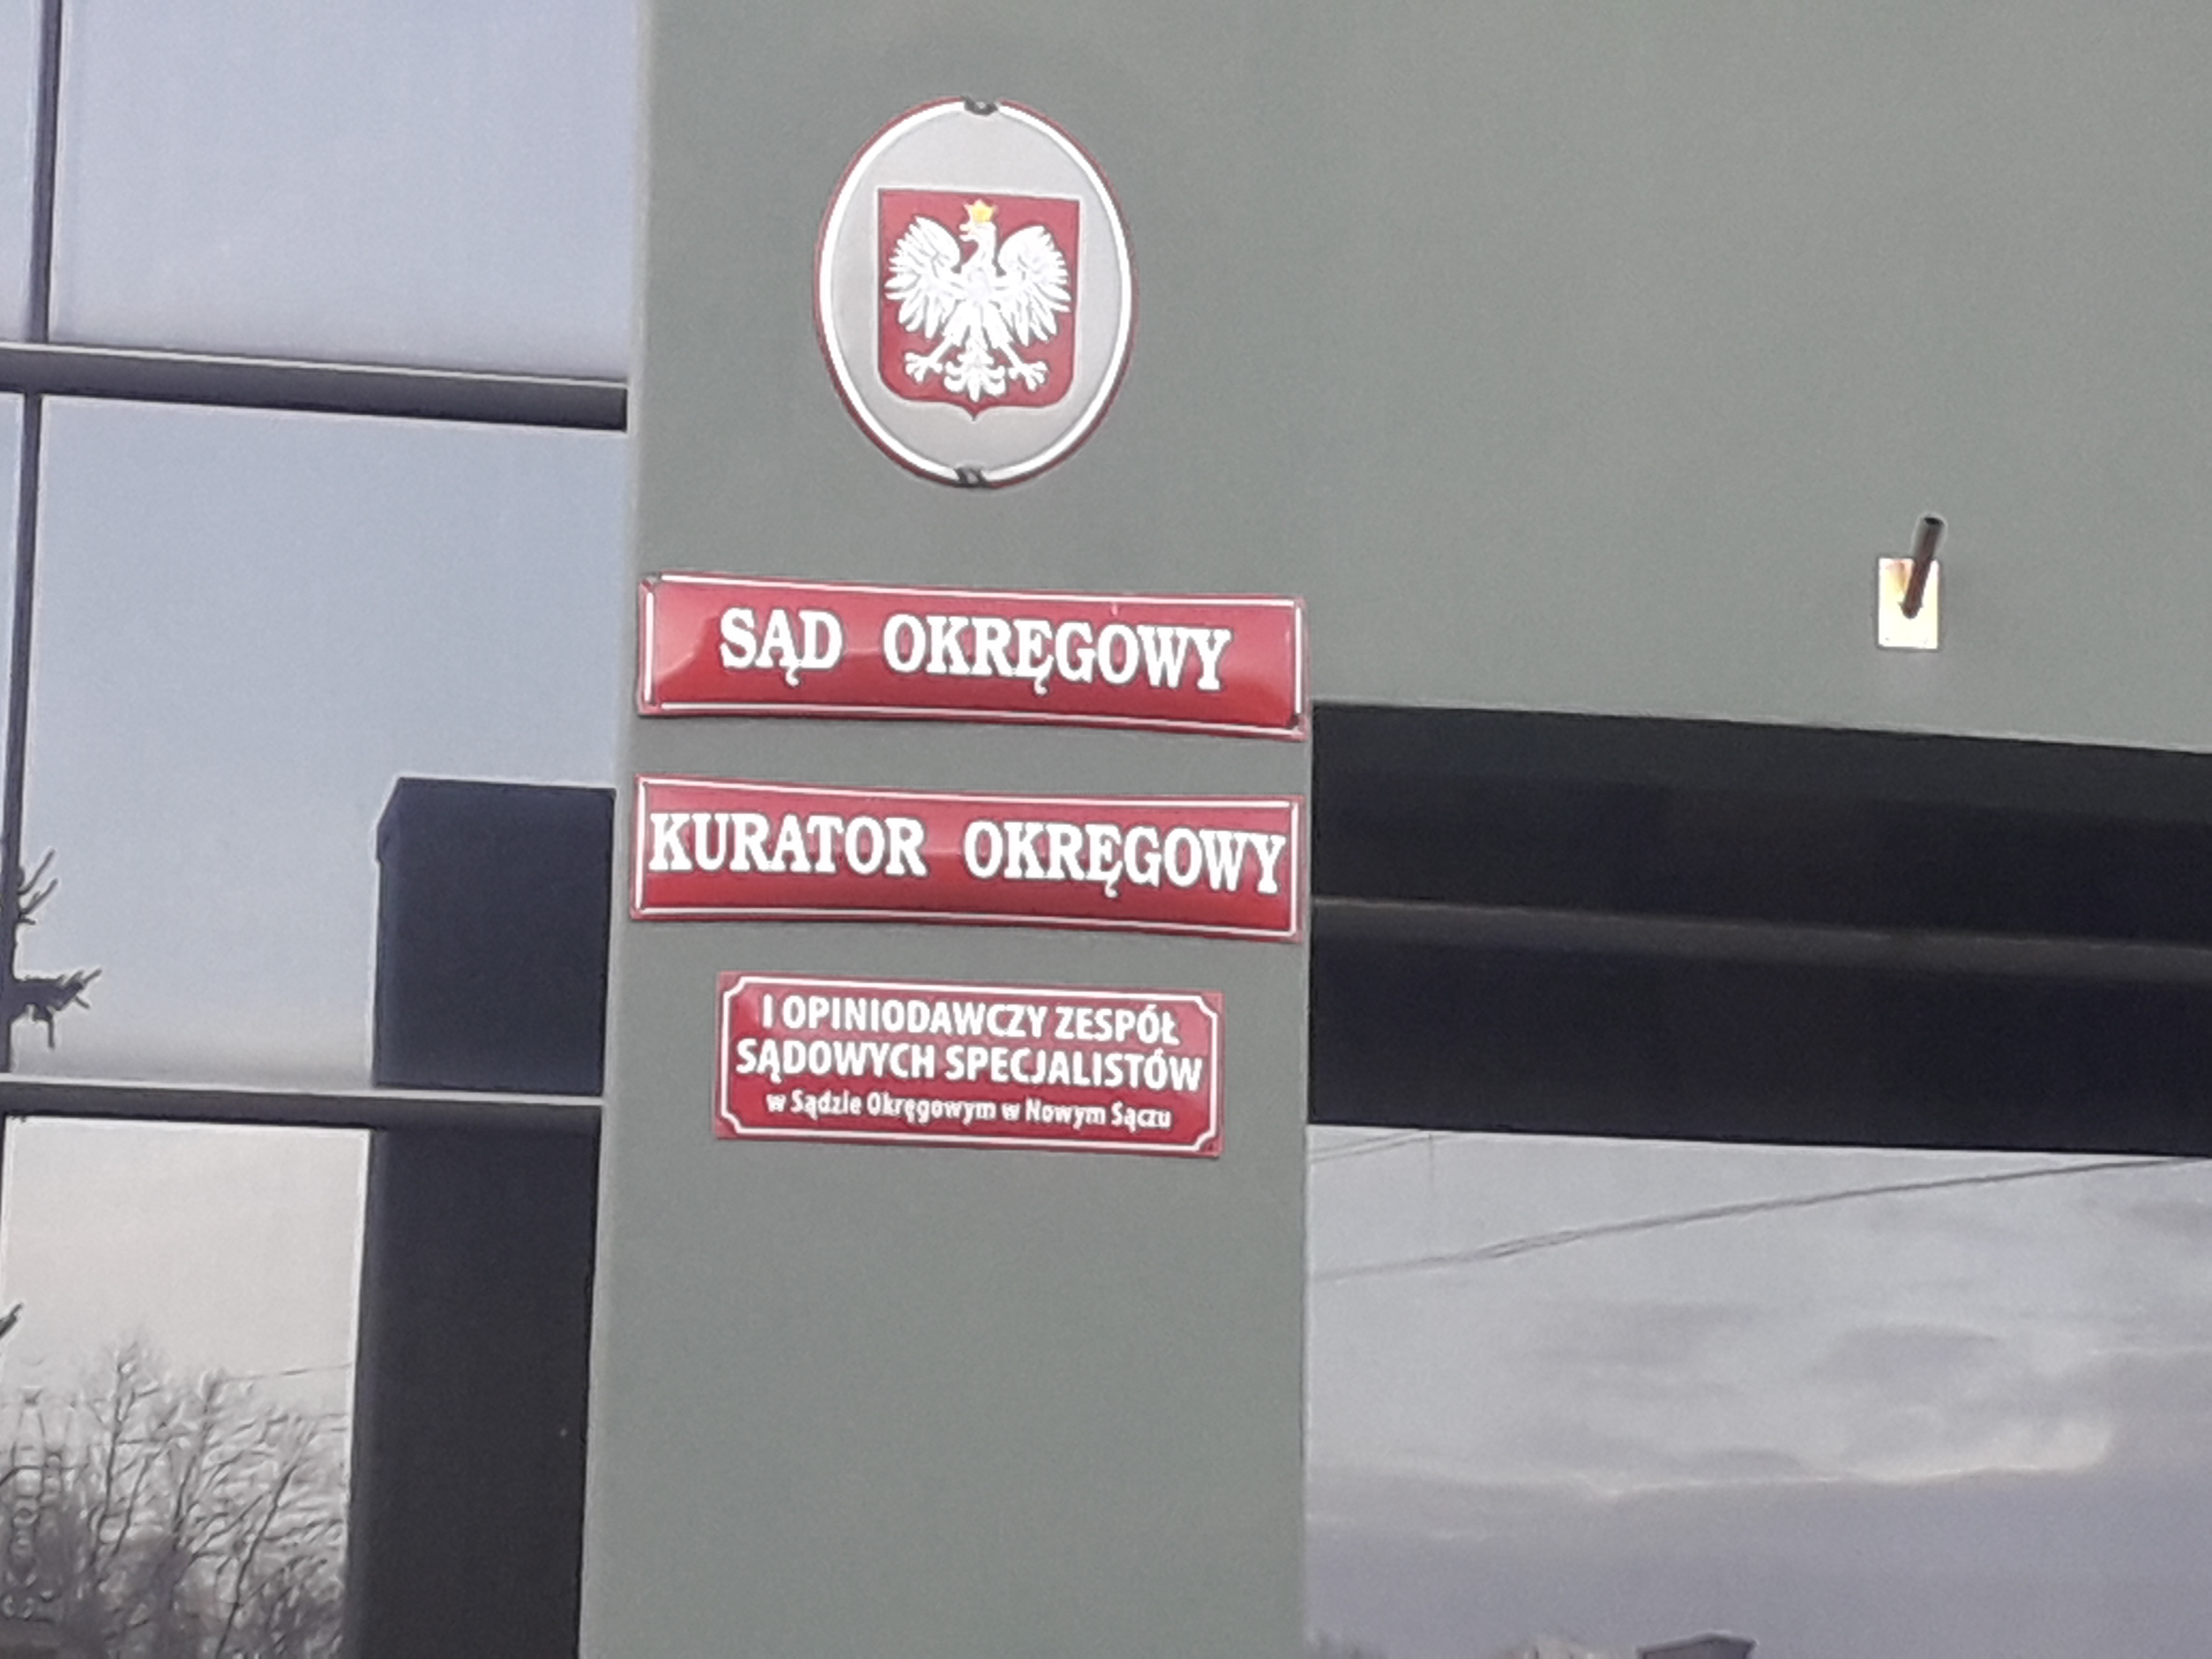 SĄD OKRĘGOWY
KURATOR OKRĘGOWY
I OPINIODAWCZY ZESPÓŁ
SĄDOWYCH SPECJALISTÓW
w Sądzie Okręgowym w Nowym Sączu